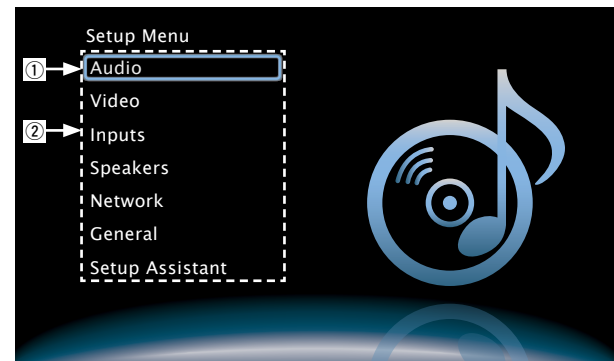 Setup Menu
① Audio
Video
② Inputs
Speakers
Network
General
Setup Assistant